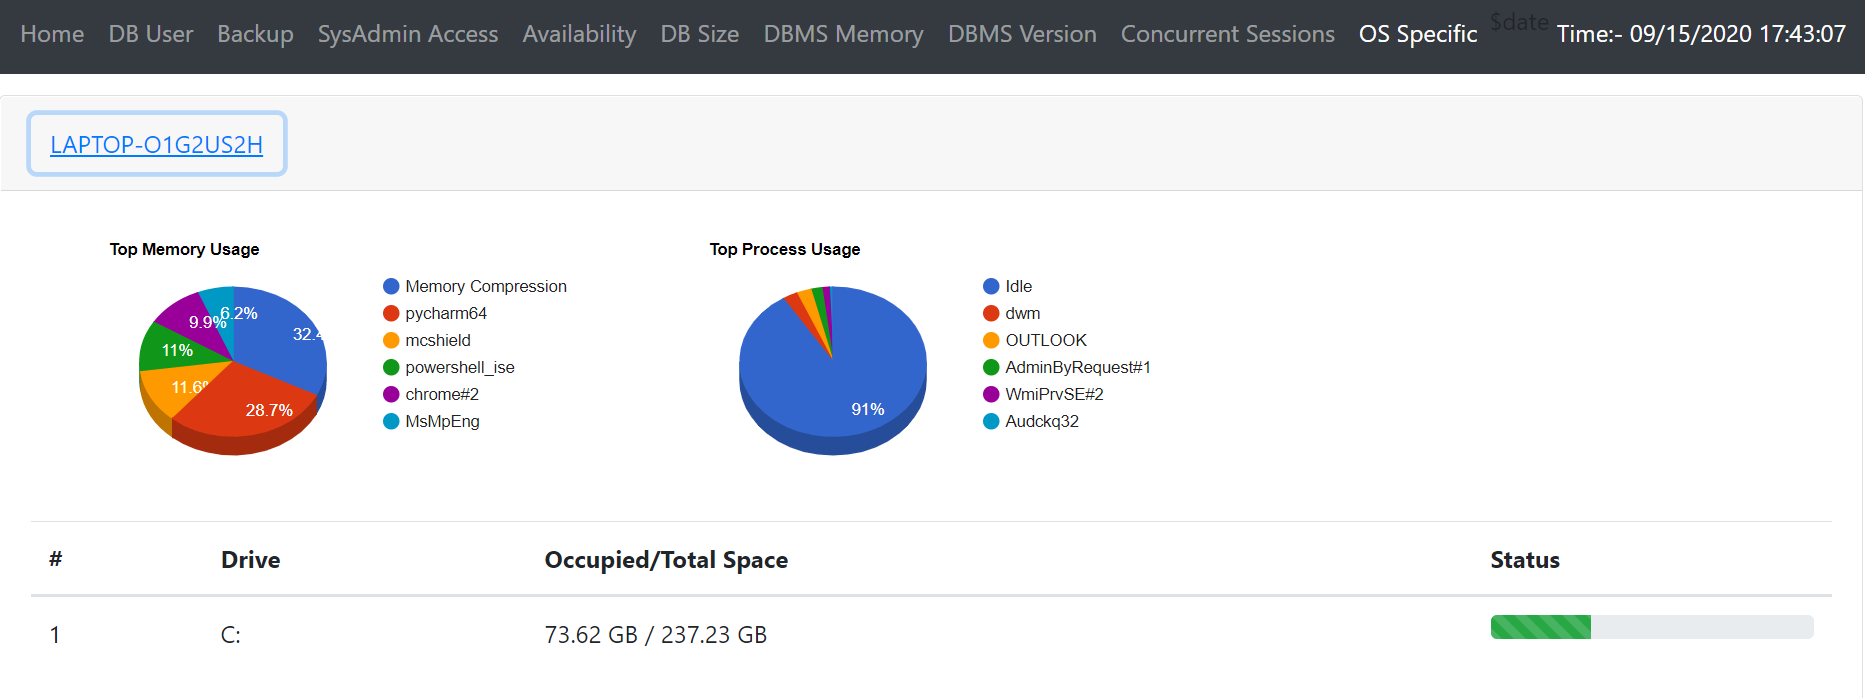 Home DB User Backup SysAdmin Access Availability DB Size DBMS Memory DBMS Version Concurrent Sessions OS Specific $date Time:- 09/15/2020 17:43:07
LAPTOP-O1G2US2H
Top Memory Usage
6.2%
9.9%
32.4
11%
11.6%
28.7%
Memory Compression
pycharm64
mcshield
powershell_ise
chrome#2
MsMpEng
Top Process Usage
91%
Idle
dwm
OUTLOOK
AdminByRequest#1
WmiPrvSE#2
Audckq32
# Drive Occupied/Total Space Status
1 C: 73.62 GB / 237.23 GB